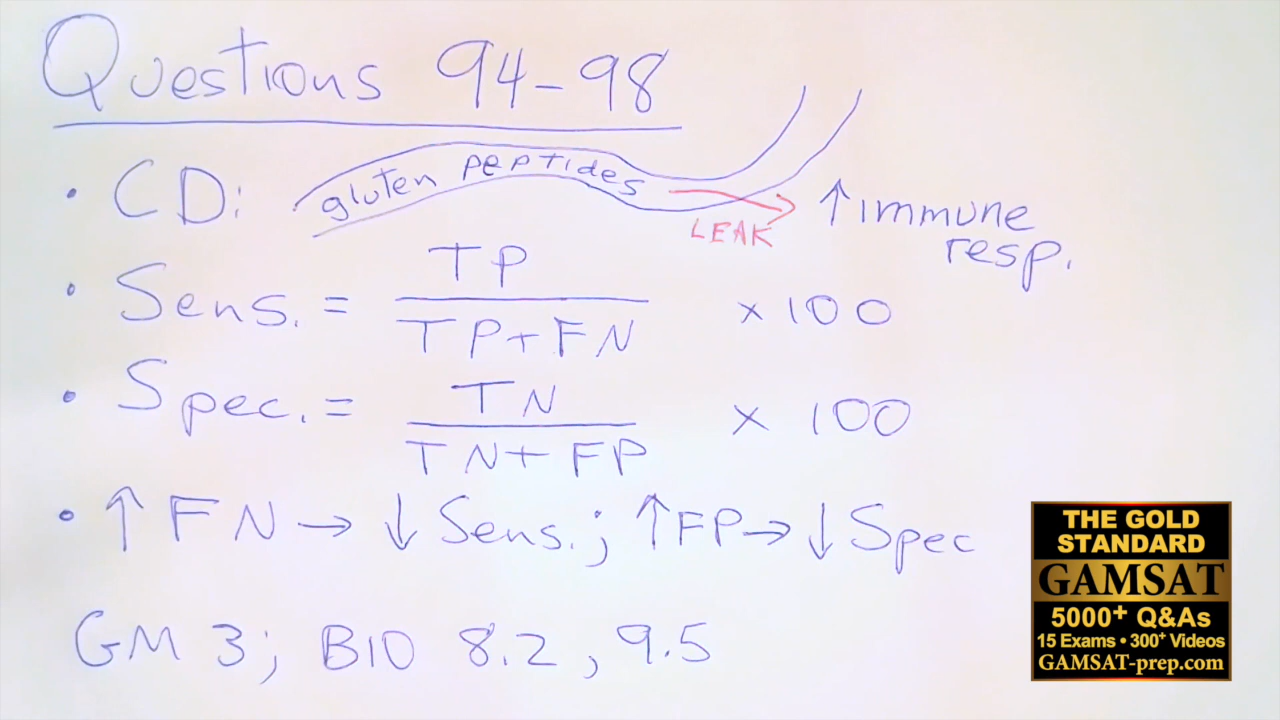 Questions 94-98
• CD: gluten peptides LEAK ↑ immune resp.
• Sens. = TP / TP+FN × 100
• Spec. = TN / TN+FP × 100
• ↑ FN → ↓ Sens.; ↑FP → ↓ Spec
GM 3; BIO 8.2, 9.5
THE GOLD
STANDARD
GAMSAT
5000+ Q&As
15 Exams • 300+ Videos
GAMSAT-prep.com